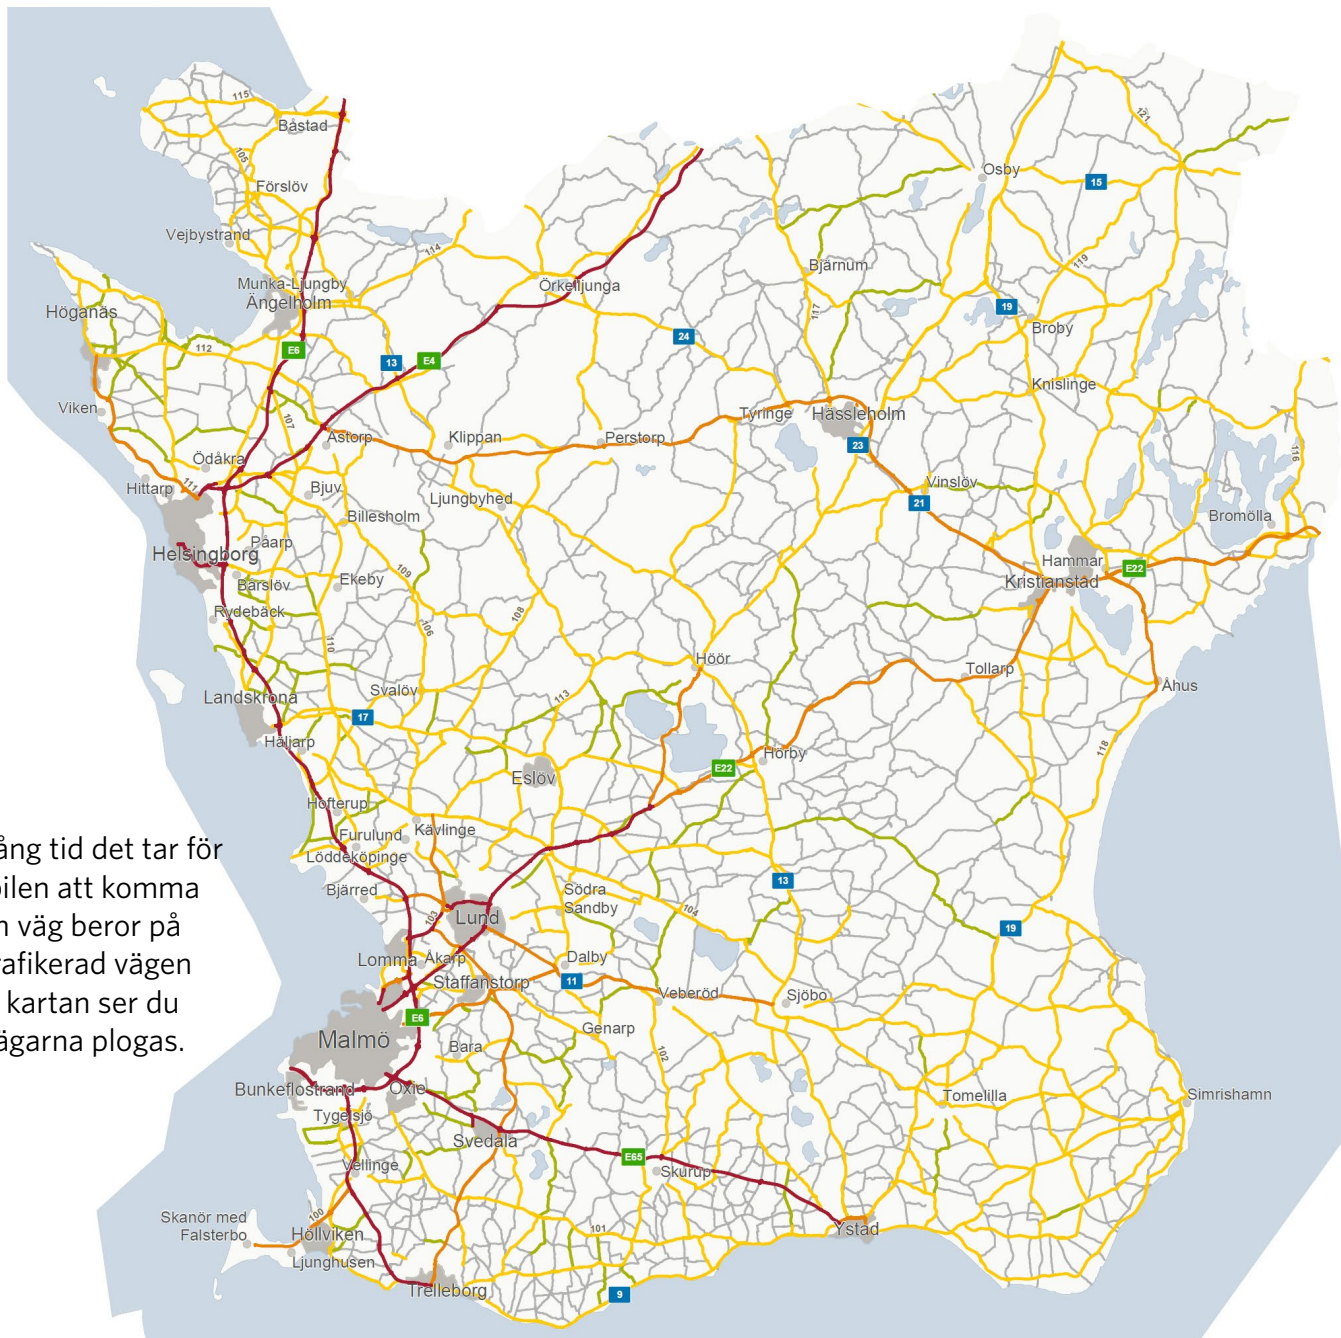 115
Båstad
121
105
Osby
15
Förslöv
Vejbystrand
114
119
Bjärnum
Munka-Ljungby
Örkelljunga
Ängelholm
117
19
Höganäs
Broby
24
112
E6
13
E4
Knislinge
Viken
107
Tyringe
Hässleholm
Åstorp
Klippan
Perstorp
23
116
Ödåkra
Hittarp
111
Bjuv
Ljungbyhed
Vinslöv
21
Billesholm
Bromölla
Påarp
Helsingborg
Hammar
E22
Bårslöv
Ekeby
109
Kristianstad
Rydebäck
108
106
110
Höör
Tollarp
Svalöv
113
Landskrona
Åhus
17
Häljarp
118
Hörby
E22
Eslöv
Hofterup
Kävlinge
Furulund
ång tid det tar för
Löddeköpinge
bilen att komma
Bjärred
13
Södra
Sandby
104
103
Lund
n väg beror på
19
Lomma
Åkarp
Dalby
rafikerad vägen
Staffanstorp
11
Veberöd
Sjöbo
kartan ser du
E6
Genarp
Malmö
ägarna plogas.
Bara
102
Bunkeflostrand
Oxie
Tomelilla
Simrishamn
Tygelsjö
Svedala
E65
Vellinge
Skurup
100
Skanör med
Falsterbo
Höllviken
101
Ystad
Ljunghusen
Trelleborg
9